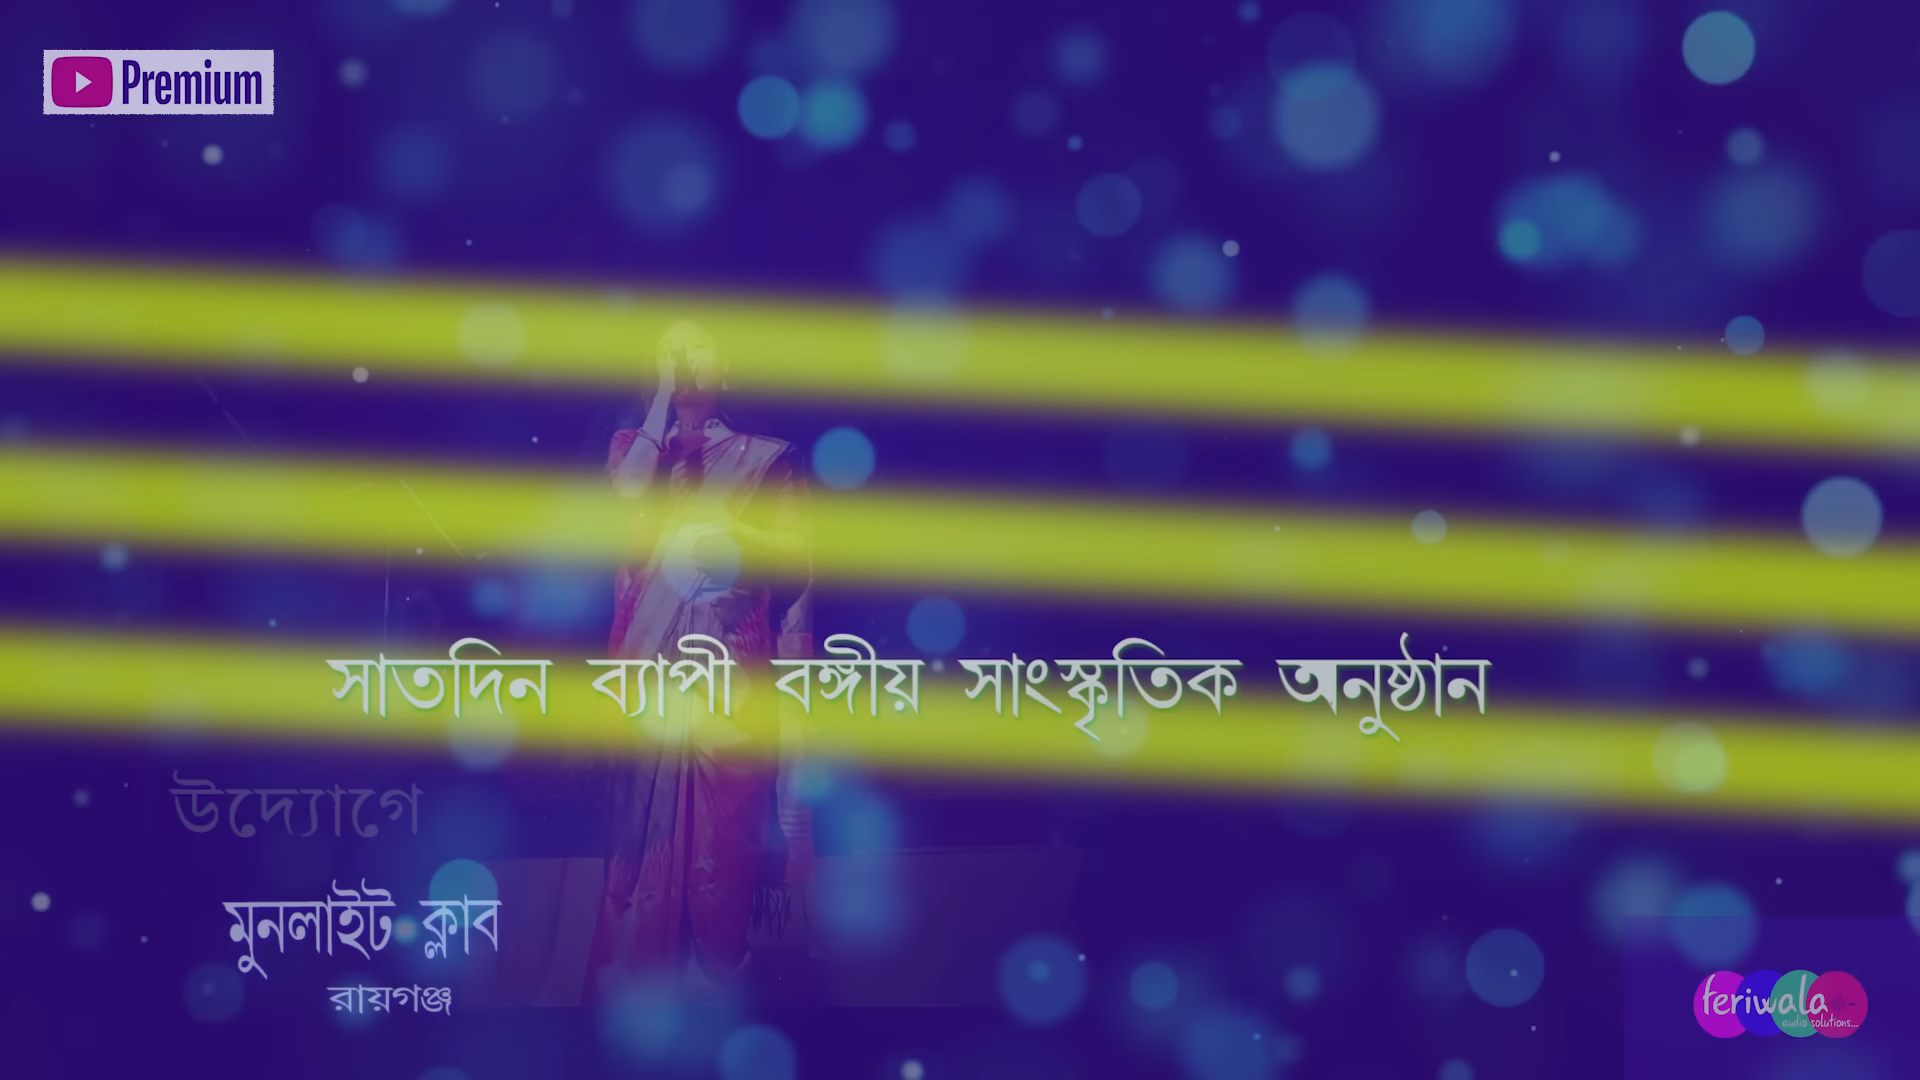 Premium
সাতদিন ব্যাপী বঙ্গীয় সাংস্কৃতিক অনুষ্ঠান
উদ্যোগে
মুনলাইট ক্লাব
রায়গঞ্জ
feriwala
audio solutions...